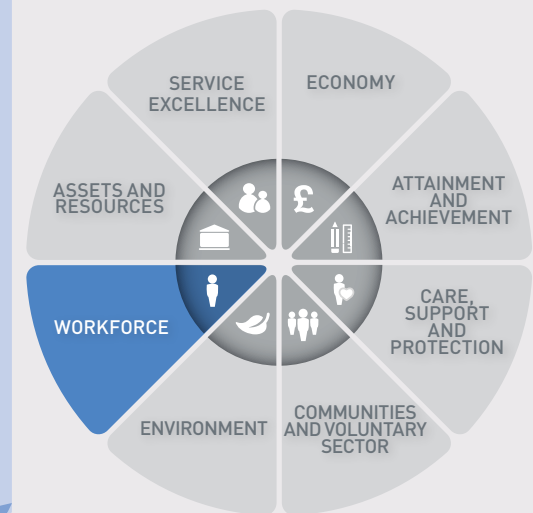 SERVICE
EXCELLENCE
ECONOMY
ATTAINMENT
AND
ACHIEVEMENT
CARE,
SUPPORT
AND
PROTECTION
COMMUNITIES
AND VOLUNTARY
SECTOR
ENVIRONMENT
WORKFORCE
ASSETS AND
RESOURCES
£